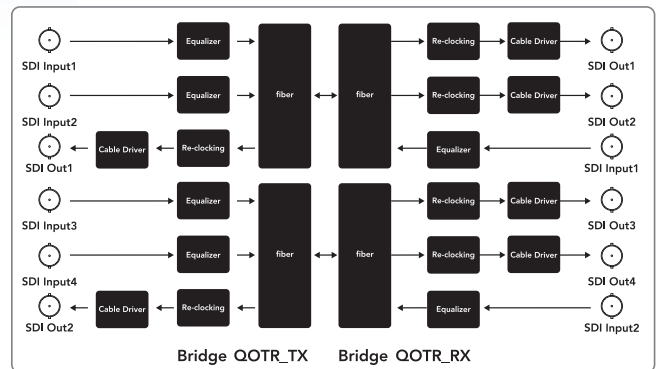 SDI Input1
Equalizer
Re-clocking
Cable Driver
SDI Out1
SDI Input2
Equalizer
fiber
fiber
Re-clocking
Cable Driver
SDI Out2
SDI Out1
Cable Driver
Re-clocking
Equalizer
SDI Input1
SDI Input3
Equalizer
Re-clocking
Cable Driver
SDI Out3
SDI Input4
Equalizer
fiber
fiber
Re-clocking
Cable Driver
SDI Out4
SDI Out2
Cable Driver
Re-clocking
Equalizer
SDI Input2
Bridge QOTR_TX
Bridge QOTR_RX